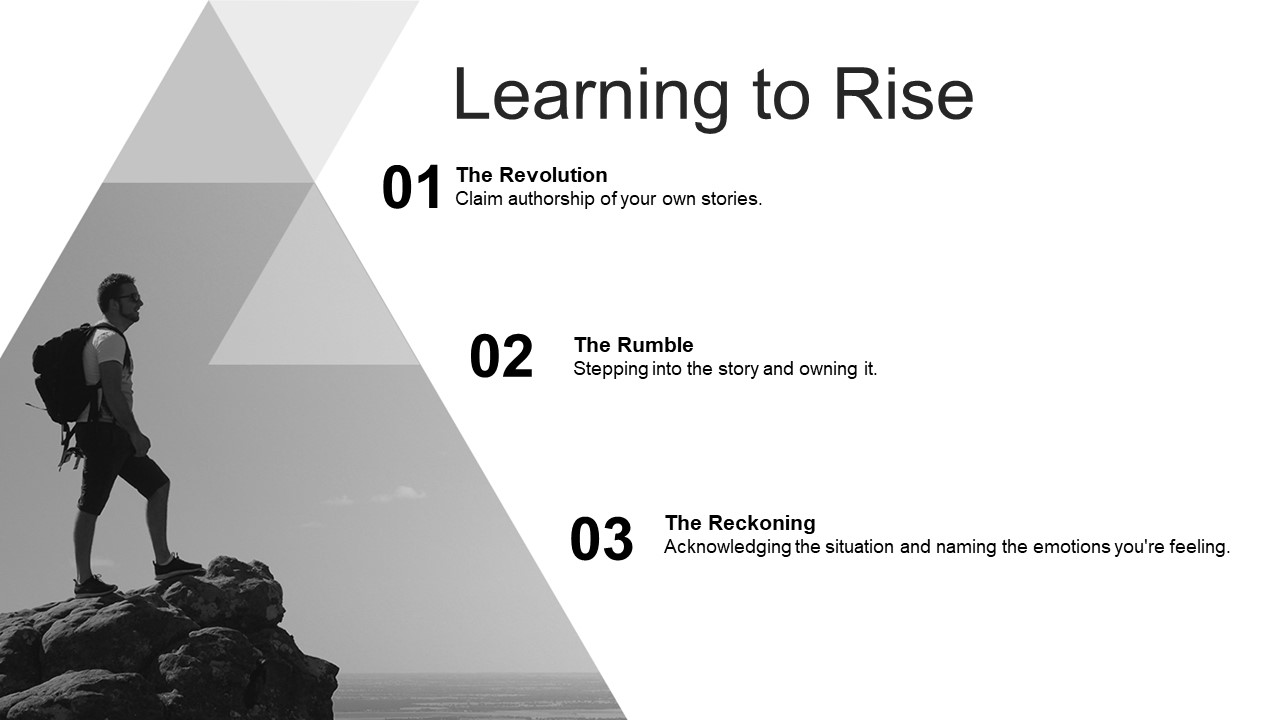 Learning to Rise
01 The Revolution
Claim authorship of your own stories.
02 The Rumble
Stepping into the story and owning it.
03 The Reckoning
Acknowledging the situation and naming the emotions you're feeling.